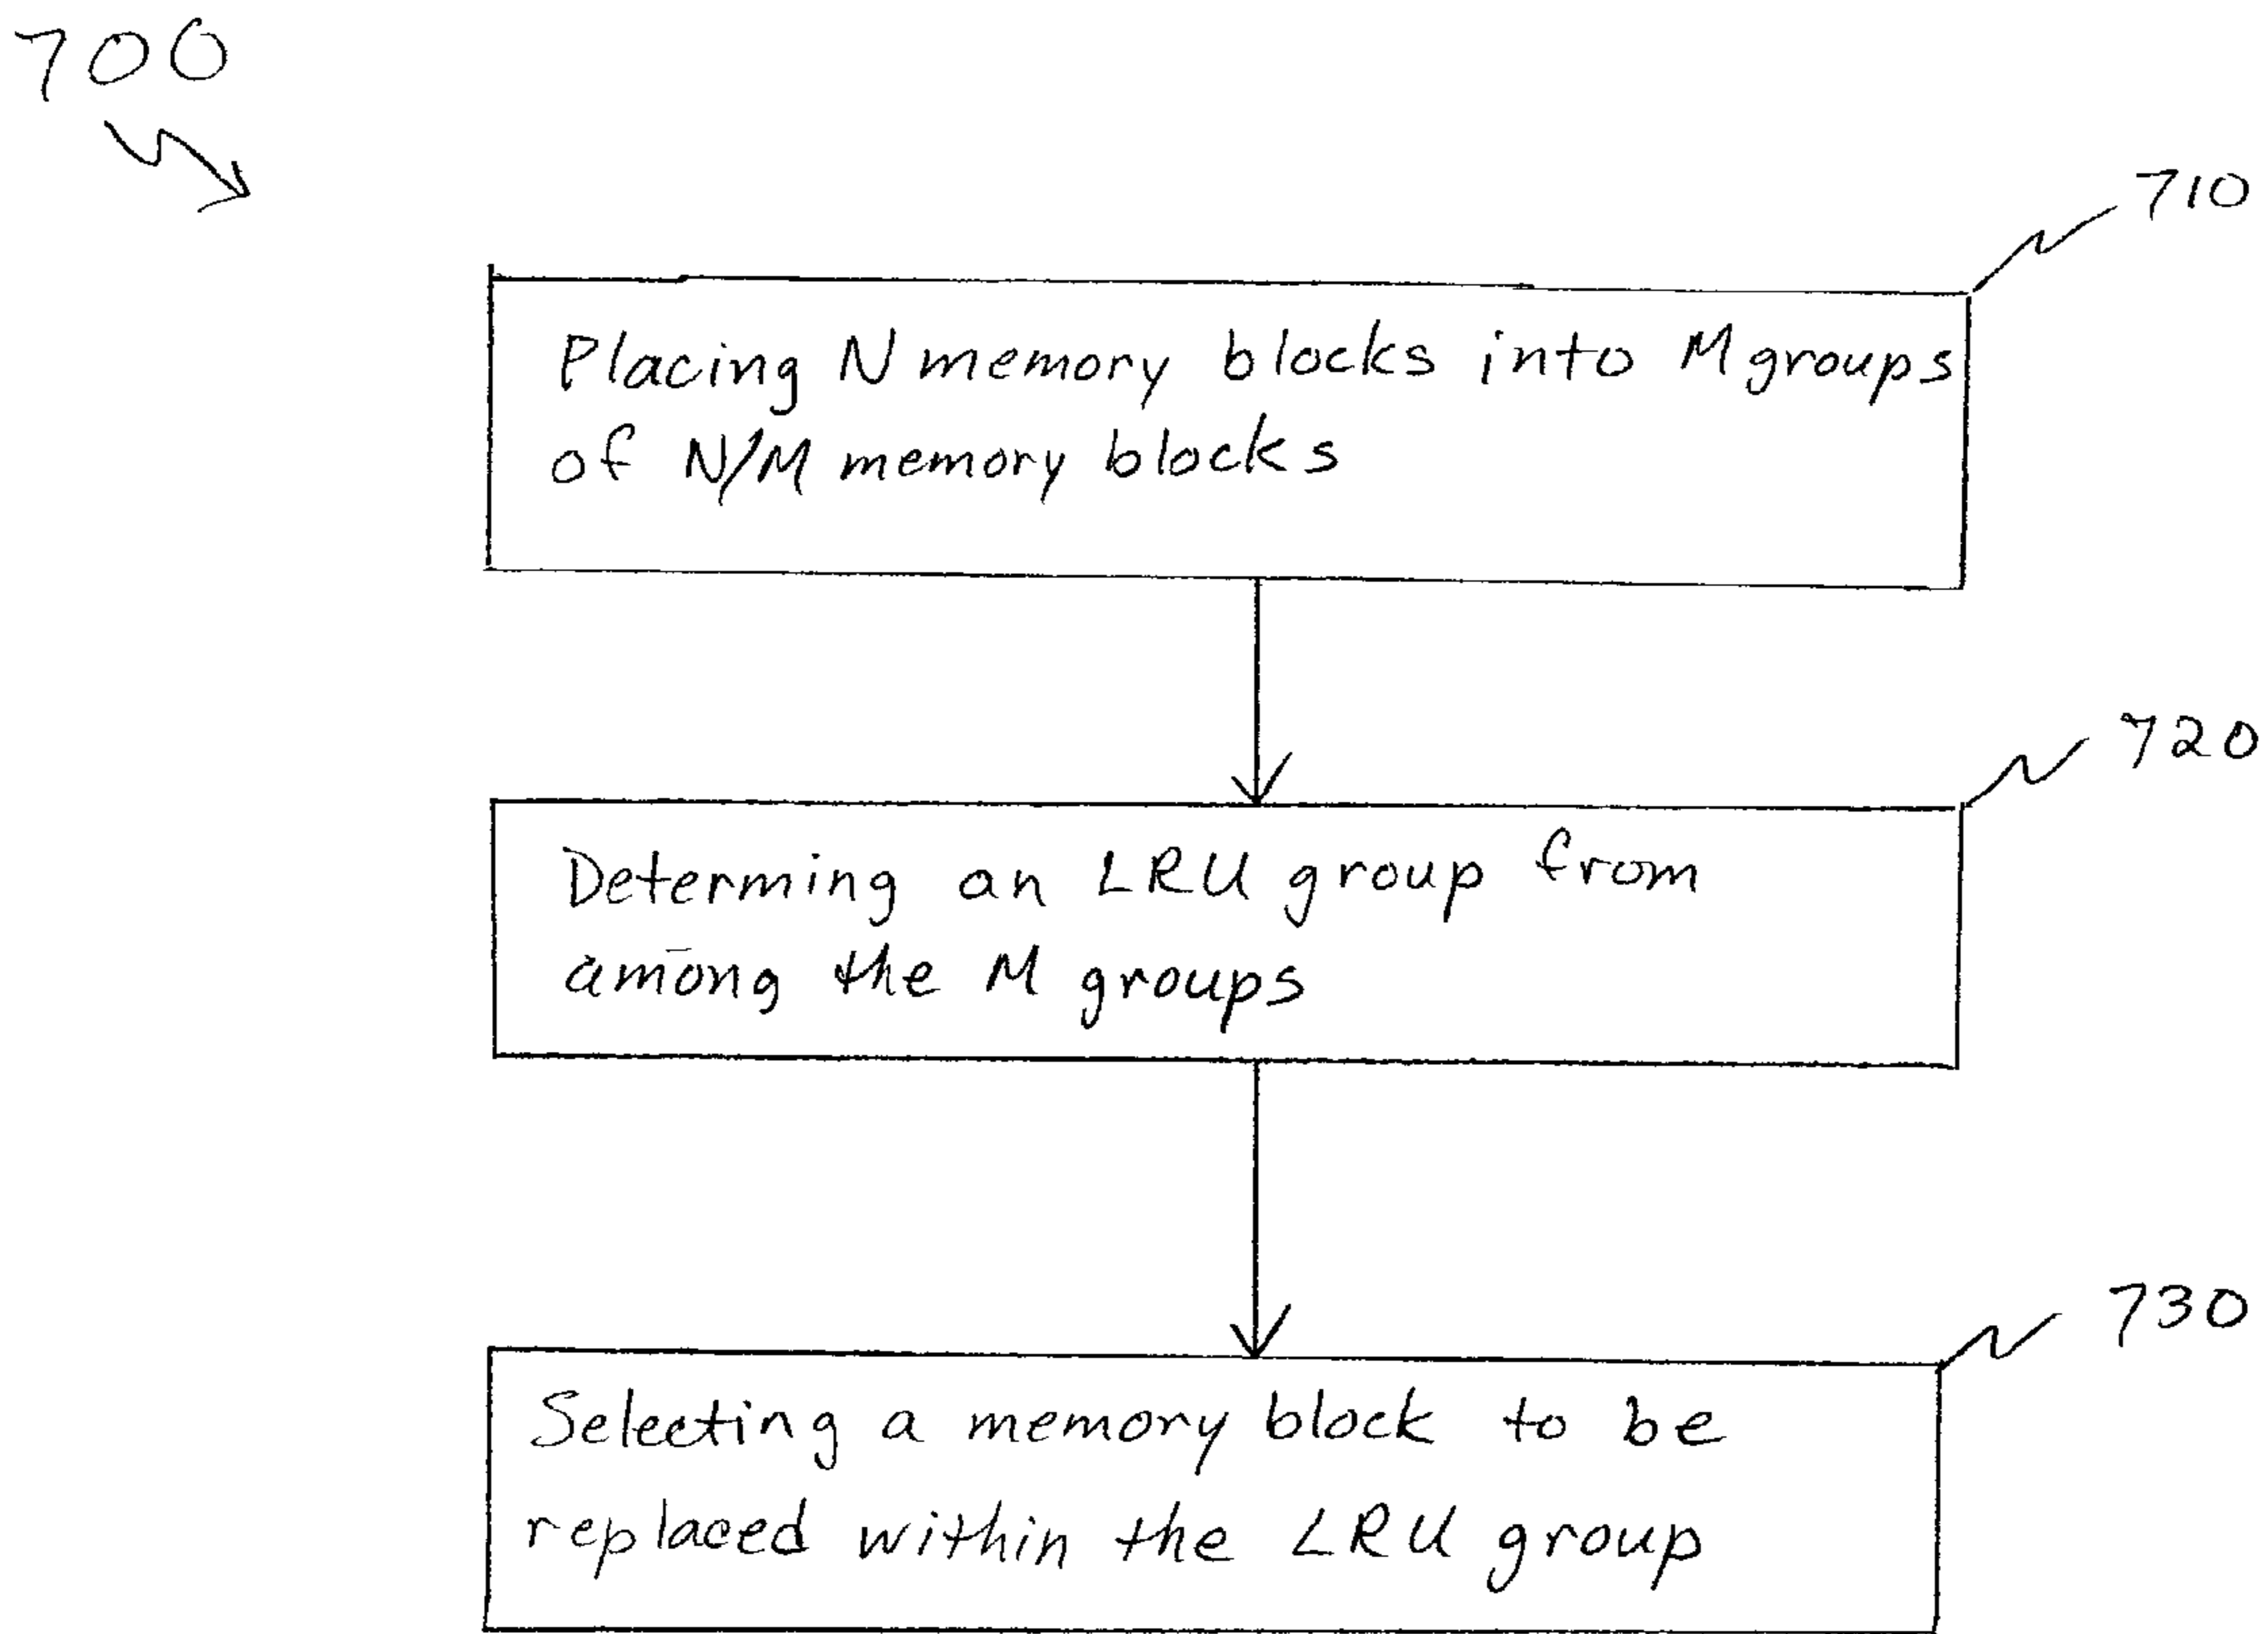 700
710
Placing N memory blocks into M groups
of N/M memory blocks
720
Determing an LRU group from
among the M groups
730
Selecting a memory block to be
replaced within the LRU group